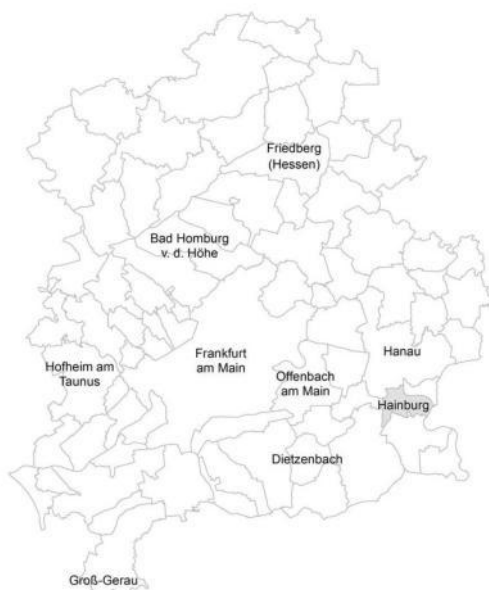 Friedberg
(Hessen)
Bad Homburg
v. d. Höhe
Frankfurt
am Main
Hanau
Hofheim am
Taunus
Offenbach
am Main
Hainburg
Dietzenbach
Groß-Gerau